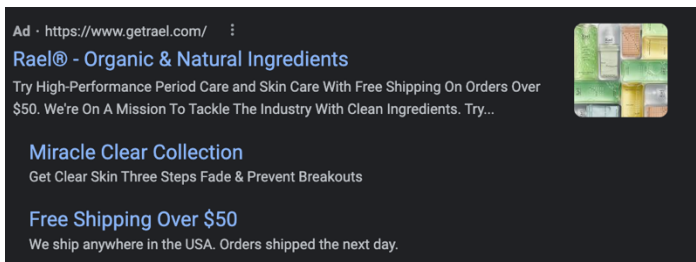 Ad · https://www.getrael.com/
Rael® - Organic & Natural Ingredients
Try High-Performance Period Care and Skin Care With Free Shipping On Orders Over
$50. We're On A Mission To Tackle The Industry With Clean Ingredients. Try...
Miracle Clear Collection
Get Clear Skin Three Steps Fade & Prevent Breakouts
Free Shipping Over $50
We ship anywhere in the USA. Orders shipped the next day.